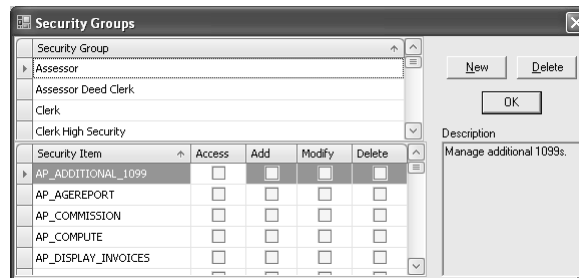 Security Groups
Security Group
Assessor
Assessor Deed Clerk
Clerk
Clerk High Security
New Delete
OK
Description
Manage additional 1099s.
Security Item Access Add Modify Delete
AP_ADDITIONAL_1099
AP_AGEREPORT
AP_COMMISSION
AP_COMPUTE
AP_DISPLAY_INVOICES